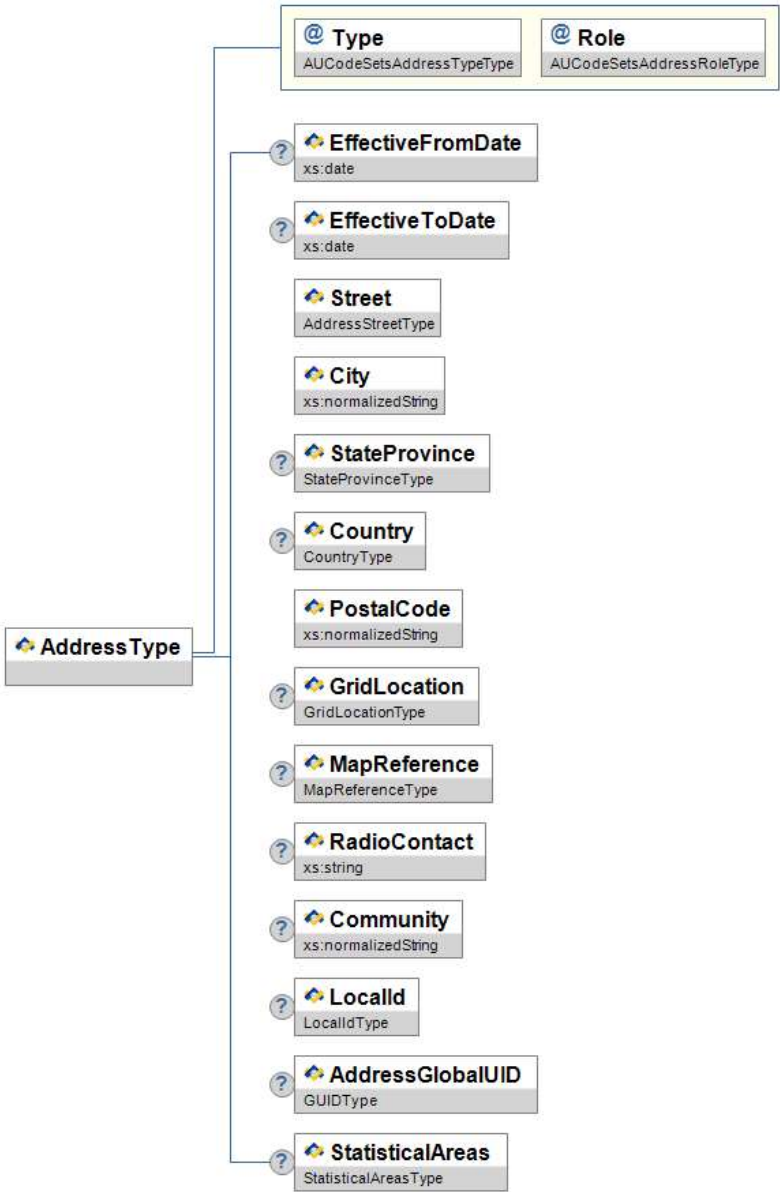 @ Type
AUCodeSetsAddressTypeType
@ Role
AUCodeSetsAddressRoleType
? EffectiveFromDate
xs:date
? EffectiveToDate
xs:date
Street
AddressStreetType
City
xs:normalizedString
? StateProvince
StateProvinceType
? Country
CountryType
PostalCode
xs:normalizedString
AddressType
? GridLocation
GridLocationType
? MapReference
MapReferenceType
? RadioContact
xs:string
? Community
xs:normalizedString
? LocalId
LocalIdType
? AddressGlobalUID
GUIDType
? StatisticalAreas
StatisticalAreasType